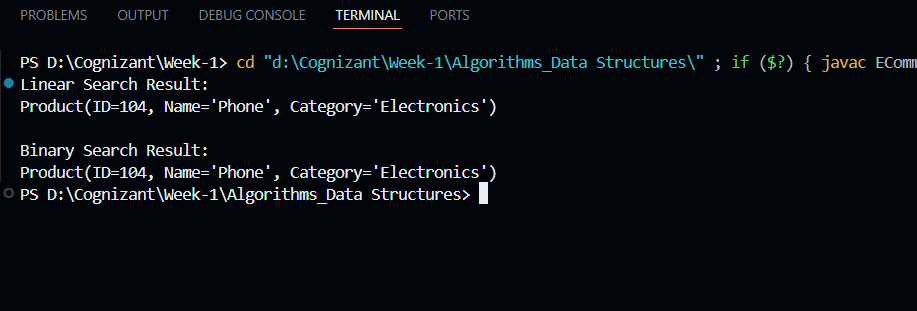 PROBLEMS OUTPUT DEBUG CONSOLE TERMINAL PORTS
PS D:\Cognizant\Week-1> cd "d:\Cognizant\Week-1\Algorithms_Data Structures\" ; if ($?) { javac EComm
Linear Search Result:
Product(ID=104, Name='Phone', Category='Electronics')
Binary Search Result:
Product(ID=104, Name='Phone', Category='Electronics')
PS D:\Cognizant\Week-1\Algorithms_Data Structures>